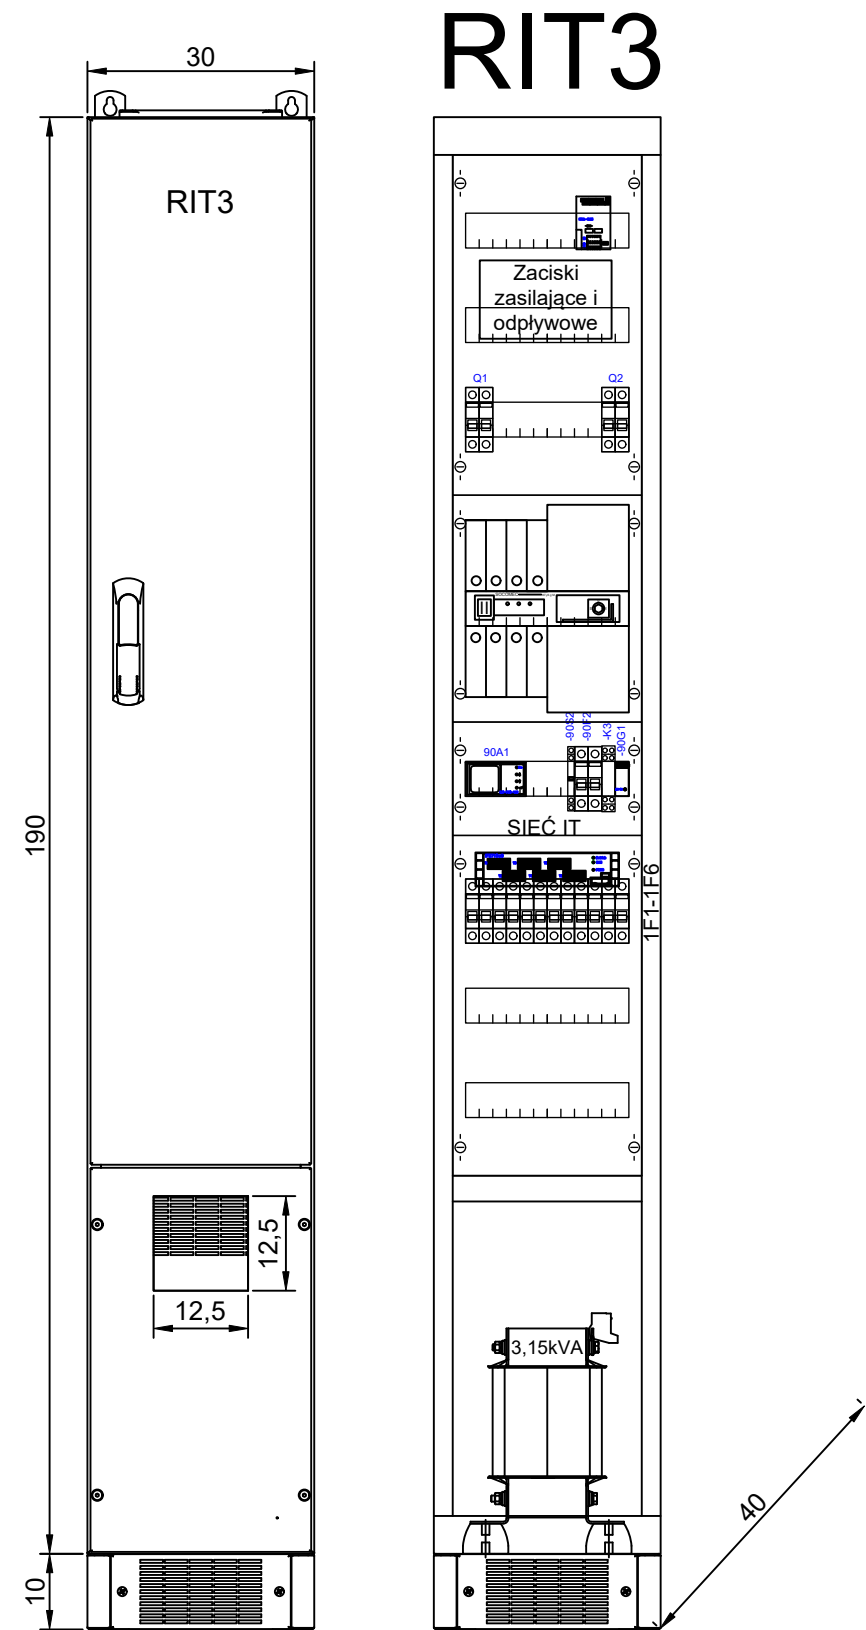 RIT3
30
RIT3
Zaciski
zasilające i
odpływowe
Q1
Q2
-90S2
-90F2
-K3
-90G1
90A1
190
SIEĆ IT
1F1-1F6
12,5
12,5
3,15kVA
40
10